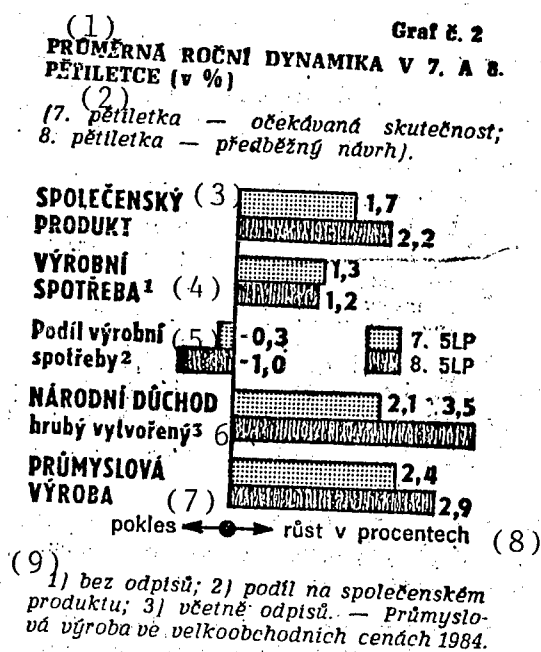 (1)
Graf č. 2
PRŮMĚRNÁ ROČNÍ DYNAMIKA V 7. A 8.
PĚTILETCE (v %)
(2)
(7. pětiletka — očekávaná skutečnost;
8. pětiletka — předběžný návrh).
SPOLEČENSKÝ (3) 1,7
PRODUKT 2,2
VÝROBNÍ 1,3
SPOTŘEBA¹ (4) 1,2
Podíl výrobní (5) -0,3 7. 5LP
spotřeby² -1,0 8. 5LP
NÁRODNÍ DŮCHOD 2,1 3,5
hrubý vytvořený³ 6
PRŮMYSLOVÁ 2,4
VÝROBA (7) 2,9
pokles růst v procentech (8)
(9)
1) bez odpisů; 2) podíl na společenském
produktu; 3) včetně odpisů. — Průmyslo-
vá výroba ve velkoobchodních cenách 1984.